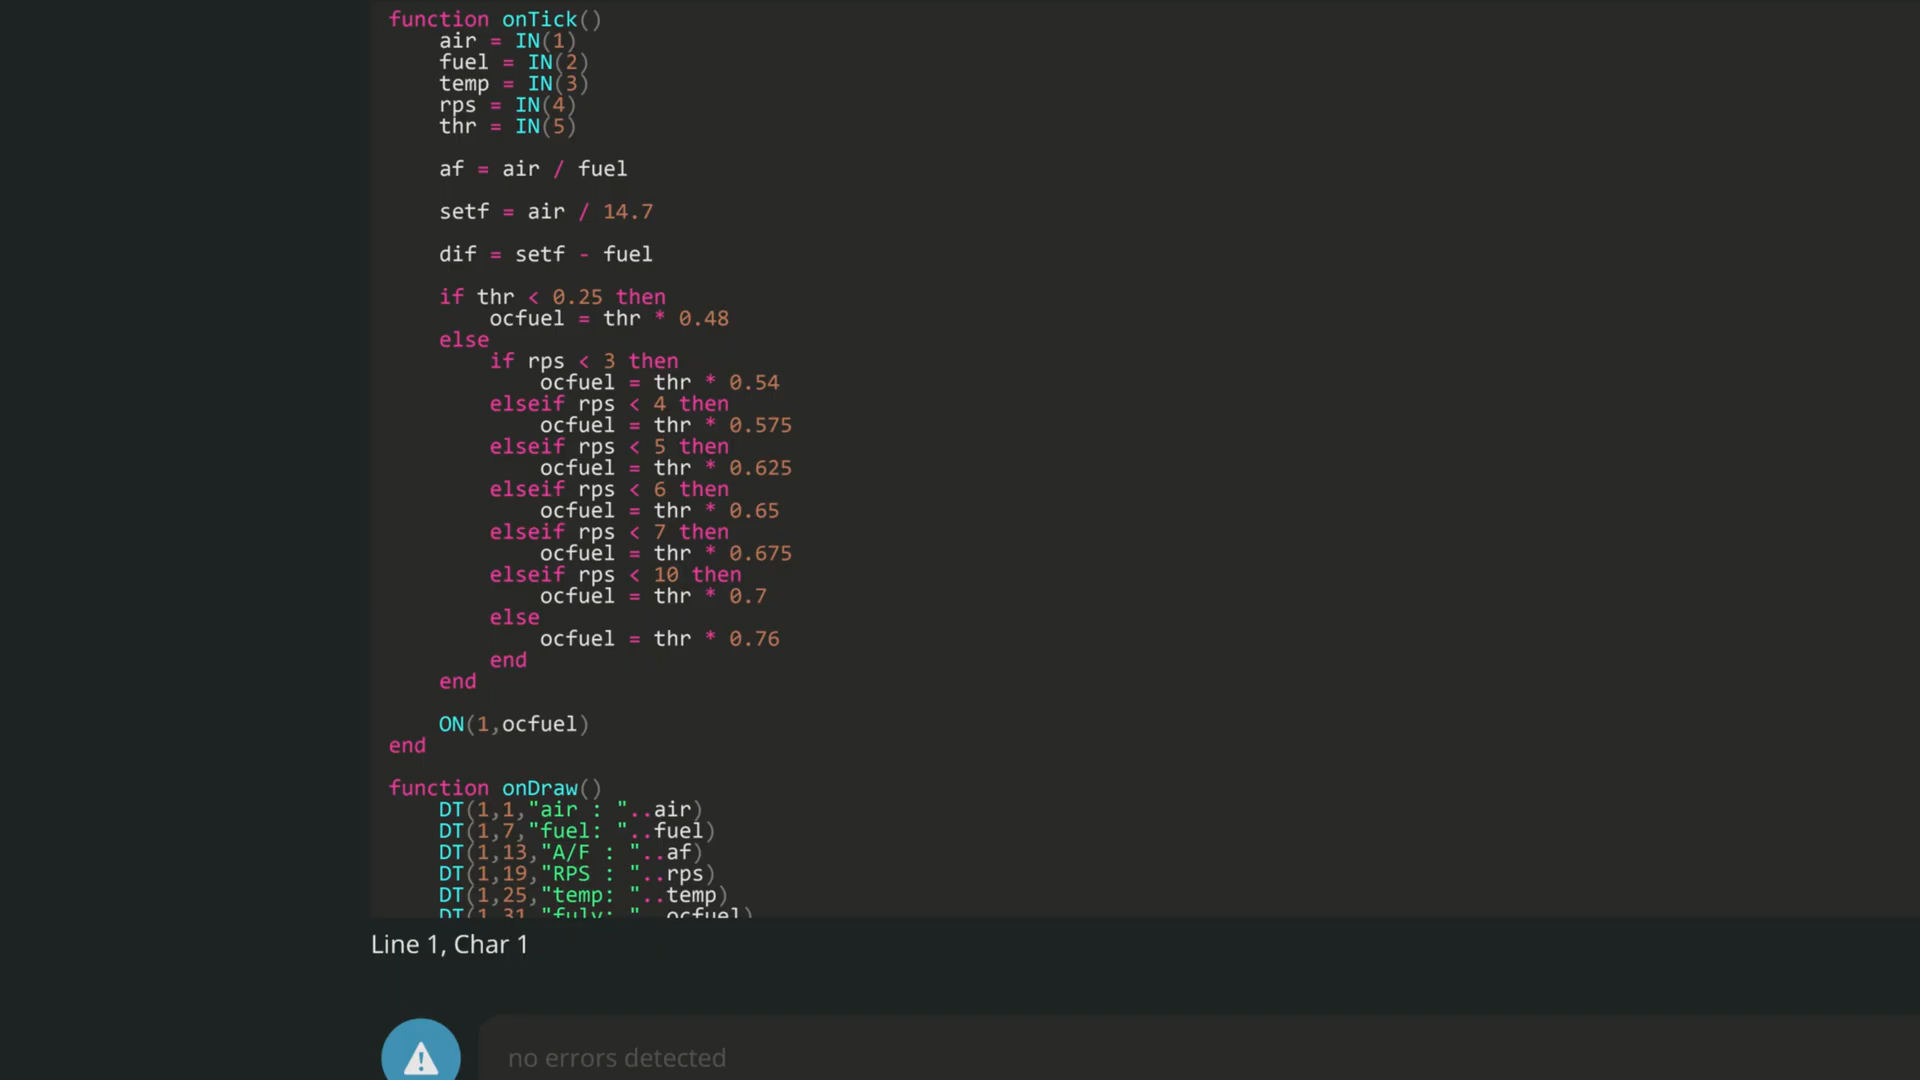 function onTick()
    air = IN(1)
    fuel = IN(2)
    temp = IN(3)
    rps = IN(4)
    thr = IN(5)

    af = air / fuel

    setf = air / 14.7

    dif = setf - fuel

    if thr < 0.25 then
        ocfuel = thr * 0.48
    else
        if rps < 3 then
            ocfuel = thr * 0.54
        elseif rps < 4 then
            ocfuel = thr * 0.575
        elseif rps < 5 then
            ocfuel = thr * 0.625
        elseif rps < 6 then
            ocfuel = thr * 0.65
        elseif rps < 7 then
            ocfuel = thr * 0.675
        elseif rps < 10 then
            ocfuel = thr * 0.7
        else
            ocfuel = thr * 0.76
        end
    end

    ON(1,ocfuel)
end

function onDraw()
    DT(1,1,"air : "..air)
    DT(1,7,"fuel: "..fuel)
    DT(1,13,"A/F : "..af)
    DT(1,19,"RPS : "..rps)
    DT(1,25,"temp: "..temp)
    DT(1,31,"fulv: "..ocfuel)
Line 1, Char 1
no errors detected